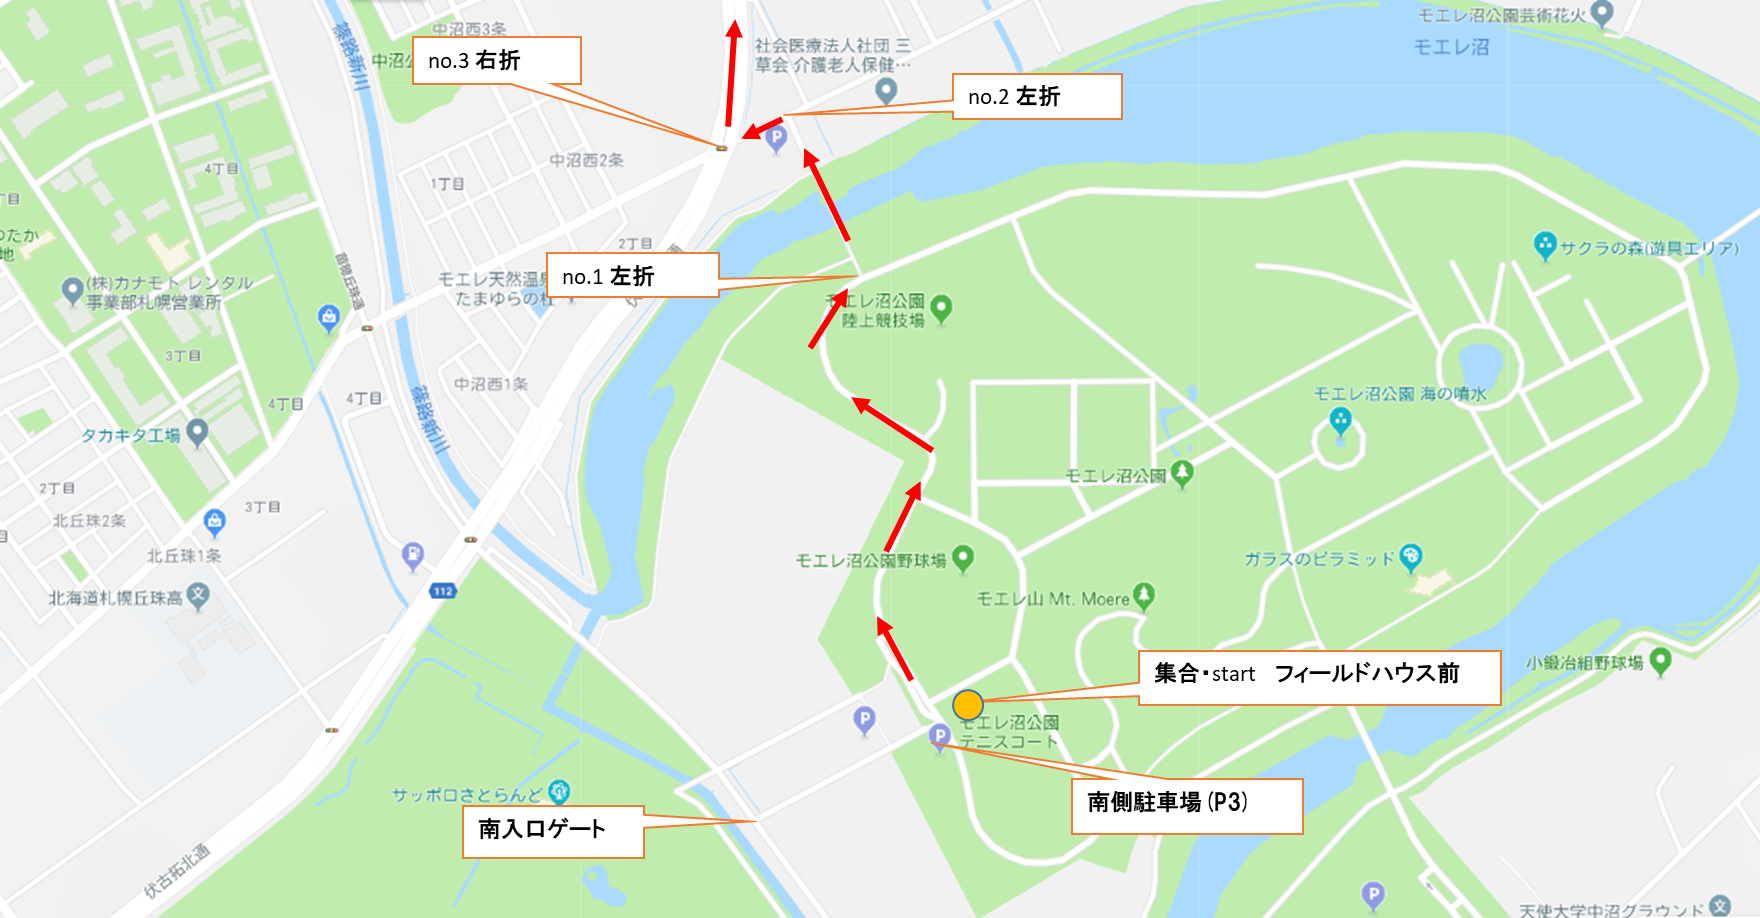 中沼西3条
篠路新川
no.3 右折
社会医療法人社団 三
草会 介護老人保健…
モエレ沼公園芸術花火
モエレ沼
no.2 左折
中沼西2条
4丁目
1丁目
2丁目
no.1 左折
モエレ天然温泉
たまゆらの杜
(株)カナモト レンタル
事業部札幌営業所
苗穂丘珠通
サクラの森(遊具エリア)
モエレ沼公園
陸上競技場
3丁目
中沼西1条
4丁目
4丁目
篠路新川
タカキタ工場
モエレ沼公園 海の噴水
モエレ沼公園
2丁目
3丁目
北丘珠2条
北丘珠1条
モエレ沼公園野球場
ガラスのピラミッド
北海道札幌丘珠高
112
モエレ山 Mt. Moere
集合・start フィールドハウス前
小鍛冶組野球場
P
P
P
モエレ沼公園
テニスコート
サッポロさとらんど
南入口ゲート
南側駐車場(P3)
伏古拓北通
P
天使大学中沼グラウンド